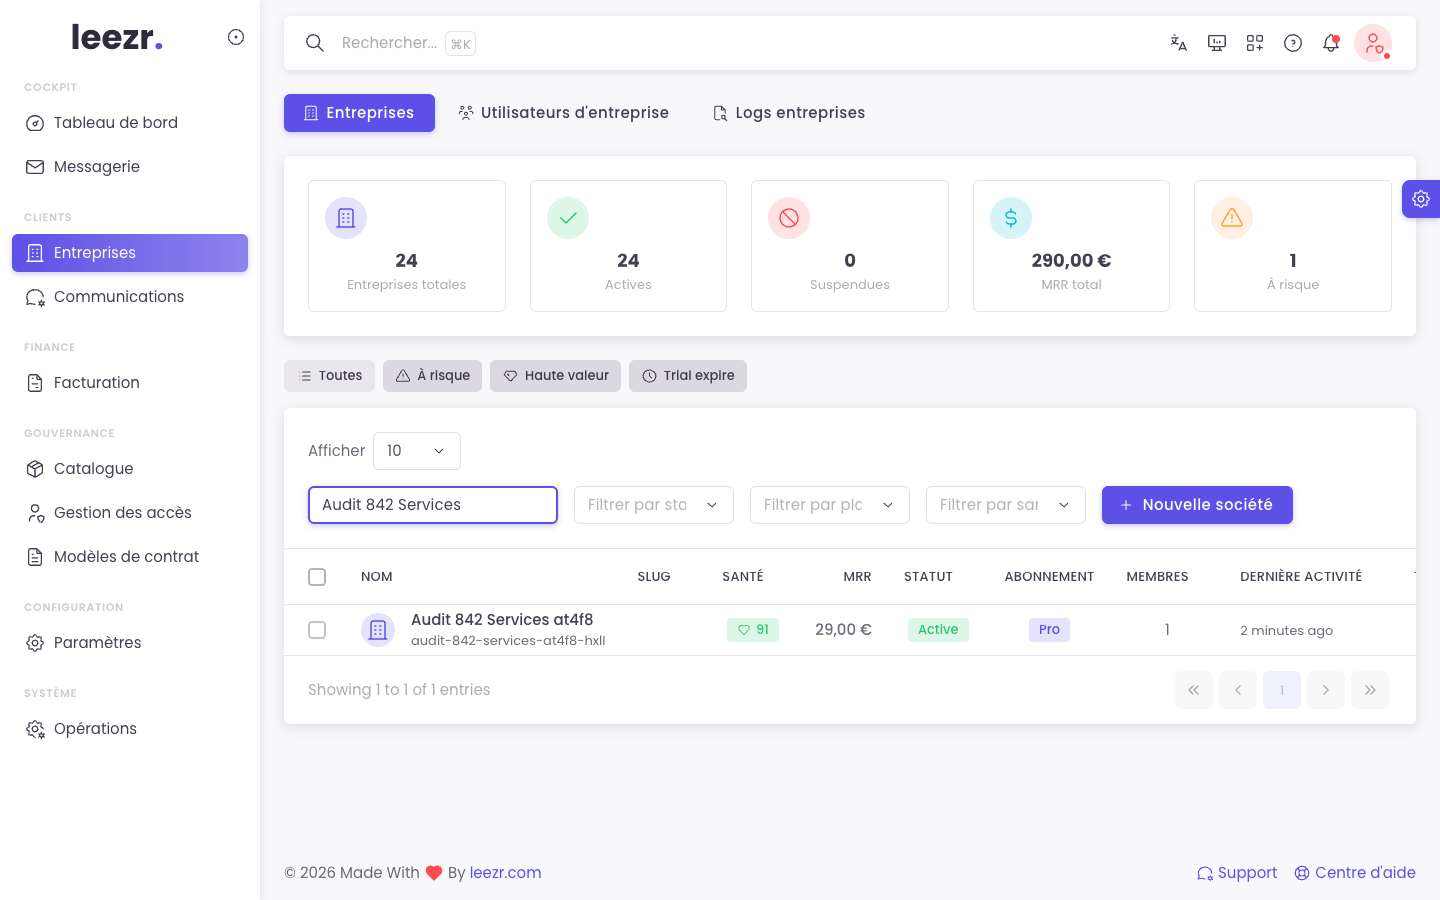 leezr.
COCKPIT
Tableau de bord
Messagerie
CLIENTS
Entreprises
Communications
FINANCE
Facturation
GOUVERNANCE
Catalogue
Gestion des accès
Modèles de contrat
CONFIGURATION
Paramètres
SYSTÈME
Opérations
Rechercher... ⌘K
Entreprises
Utilisateurs d'entreprise
Logs entreprises
24
Entreprises totales
24
Actives
0
Suspendues
290,00 €
MRR total
1
À risque
Toutes
À risque
Haute valeur
Trial expire
Afficher 10
Audit 842 Services
Filtrer par
Filtrer par
Filtrer par
Nouvelle société
NOM SLUG SANTÉ MRR STATUT ABONNEMENT MEMBRES DERNIÈRE ACTIVITÉ
Audit 842 Services at4f8
audit-842-services-at4f8-hxll
91 29,00 € Active Pro 1 2 minutes ago
Showing 1 to 1 of 1 entries
1
© 2026 Made With By leezr.com
Support
Centre d'aide